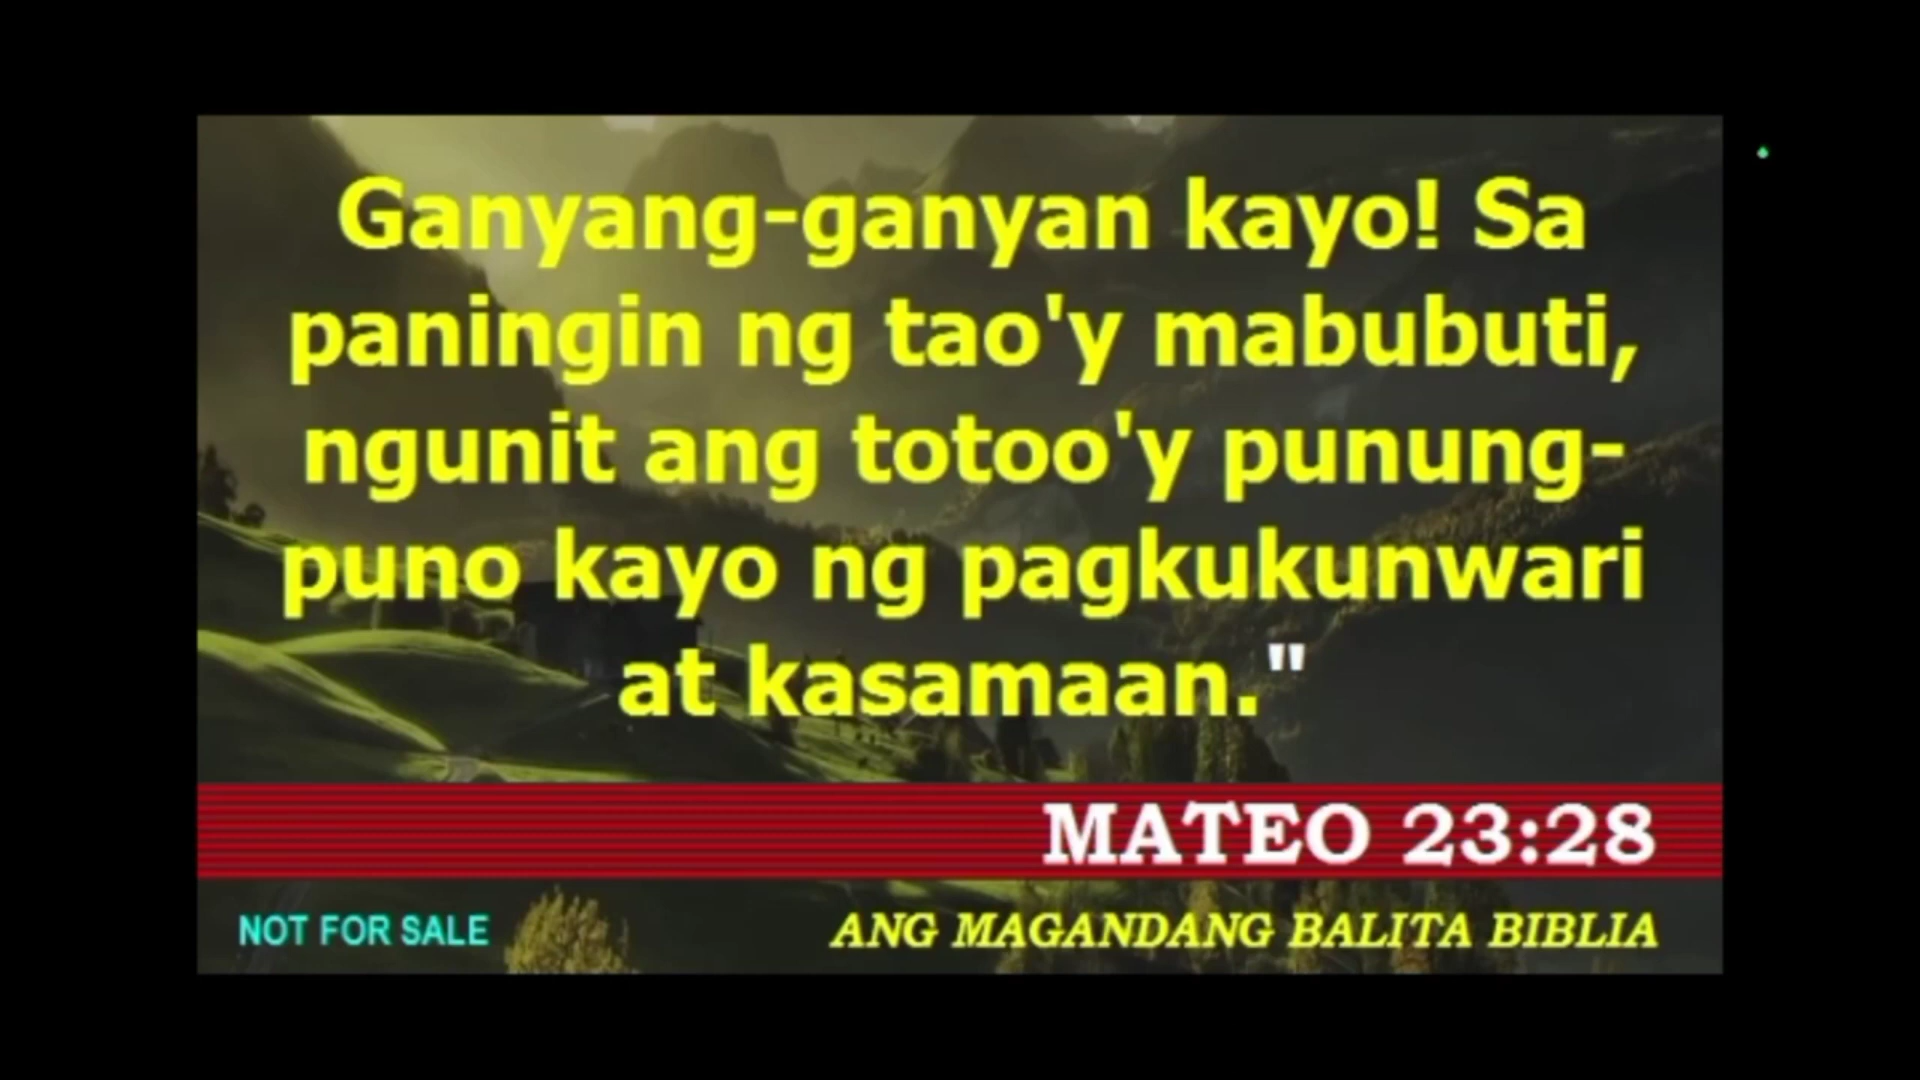 Ganyang-ganyan kayo! Sa
paningin ng tao'y mabubuti,
ngunit ang totoo'y punung-
puno kayo ng pagkukunwari
at kasamaan."
MATEO 23:28
NOT FOR SALE
ANG MAGANDANG BALITA BIBLIA